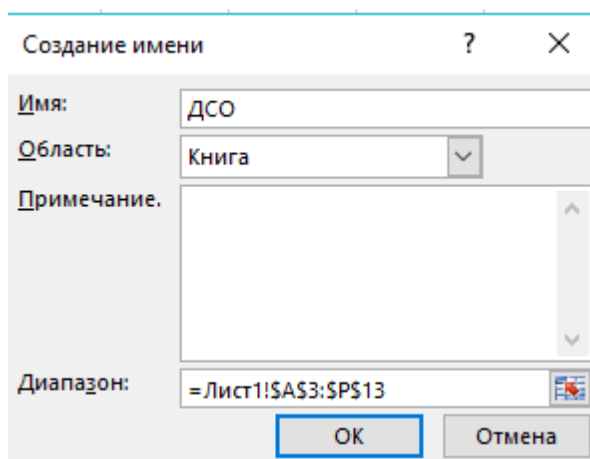 Создание имени ?
Имя: ДСО
Область: Книга
Примечание.
Диапазон: =Лист1!$A$3:$P$13
ОК Отмена